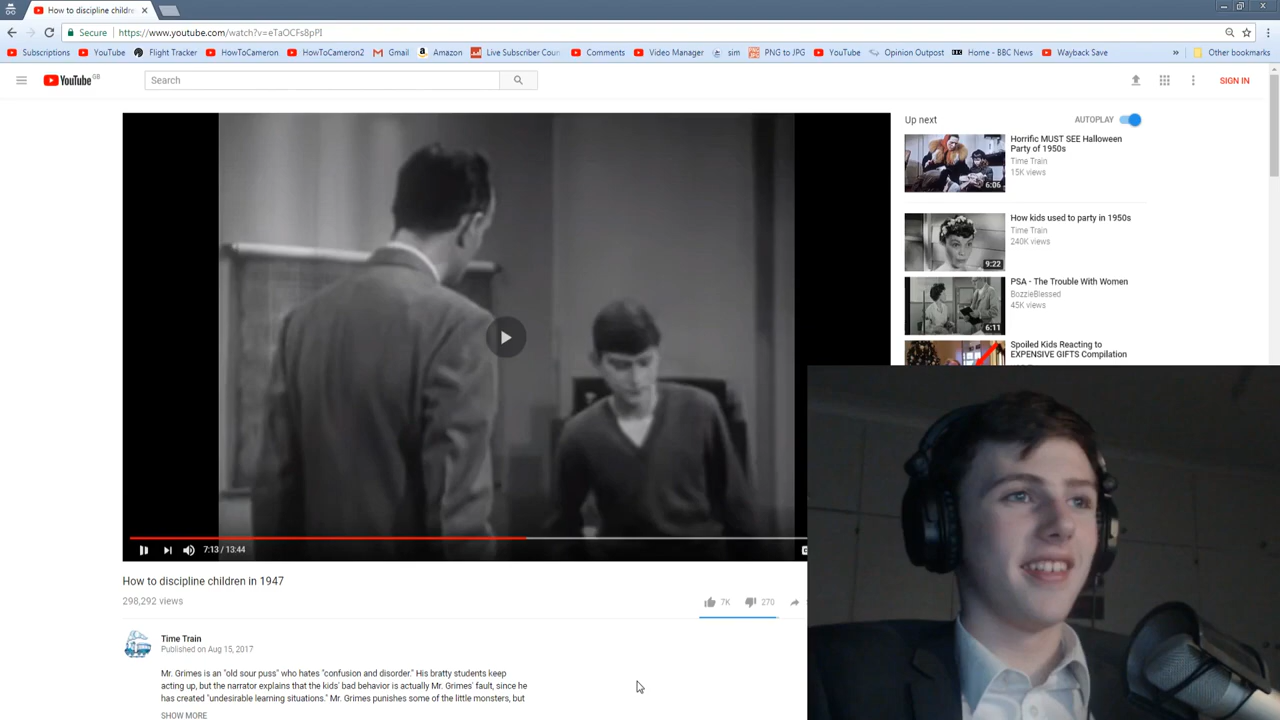 How to discipline childre
Secure
https://www.youtube.com/watch?v=eTaOCFs8pPI
Subscriptions
YouTube
Flight Tracker
HowToCameron
HowToCameron2
Gmail
Amazon
Live Subscriber Coun
Comments
Video Manager
sim
PNG to JPG
YouTube
Opinion Outpost
Home - BBC News
Wayback Save
»
Other bookmarks
YouTube GB
Search
SIGN IN
Up next
AUTOPLAY
Horrific MUST SEE Halloween
Party of 1950s
Time Train
15K views
6:06
How kids used to party in 1950s
Time Train
240K views
9:22
PSA - The Trouble With Women
BozzieBlessed
45K views
6:11
Spoiled Kids Reacting to
EXPENSIVE GIFTS Compilation
7:13 / 13:44
How to discipline children in 1947
298,292 views
7K
270
Time Train
Published on Aug 15, 2017
Mr. Grimes is an "old sour puss" who hates "confusion and disorder." His bratty students keep
acting up, but the narrator explains that the kids' bad behavior is actually Mr. Grimes' fault, since he
has created "undesirable learning situations." Mr. Grimes punishes some of the little monsters, but
SHOW MORE